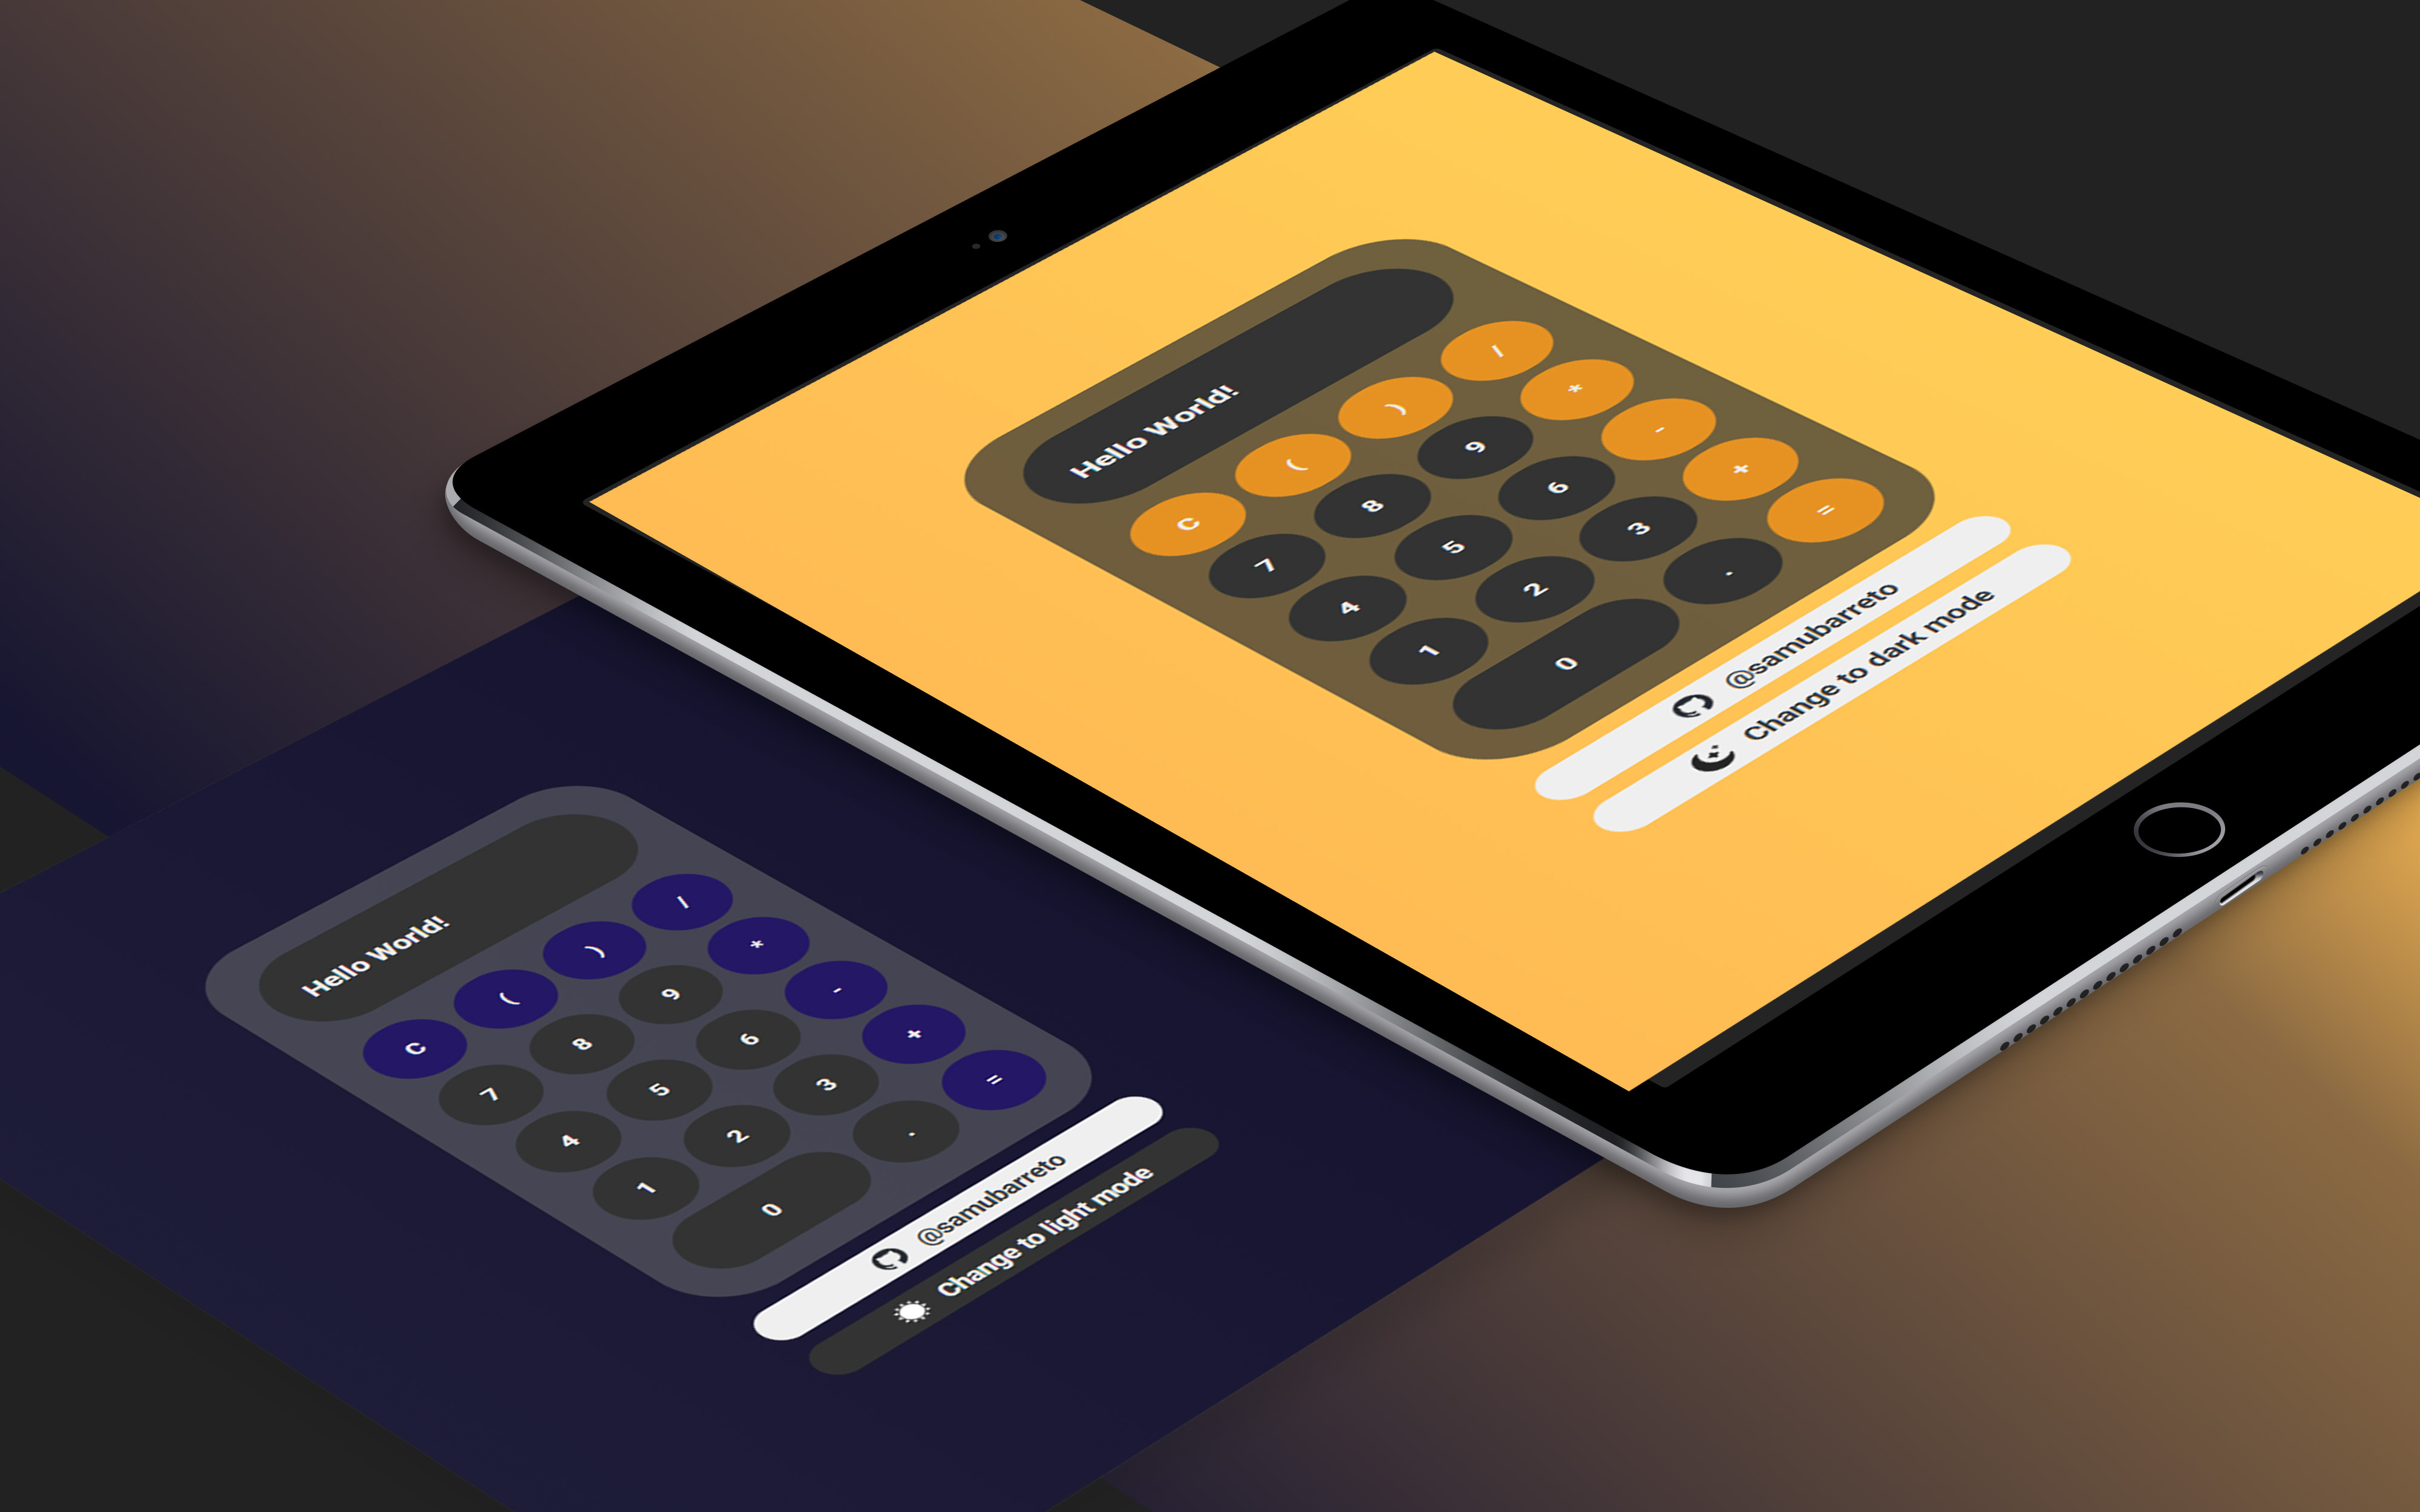 Hello World!
C ( ) /
7 8 9 *
4 5 6 -
1 2 3 +
0 . =
@samubarreto
Change to dark mode
Hello World!
C ( ) /
7 8 9 *
4 5 6 -
1 2 3 +
0 . =
@samubarreto
Change to light mode